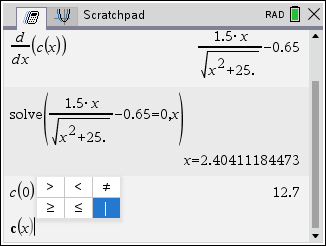 Scratchpad RAD
d/dx(c(x)) 1.5·x/√(x²+25.)−0.65
solve(1.5·x/√(x²+25.)−0.65=0,x)
x=2.40411184473
c(0) 12.7
> < ≠
≥ ≤ |
c(x)|